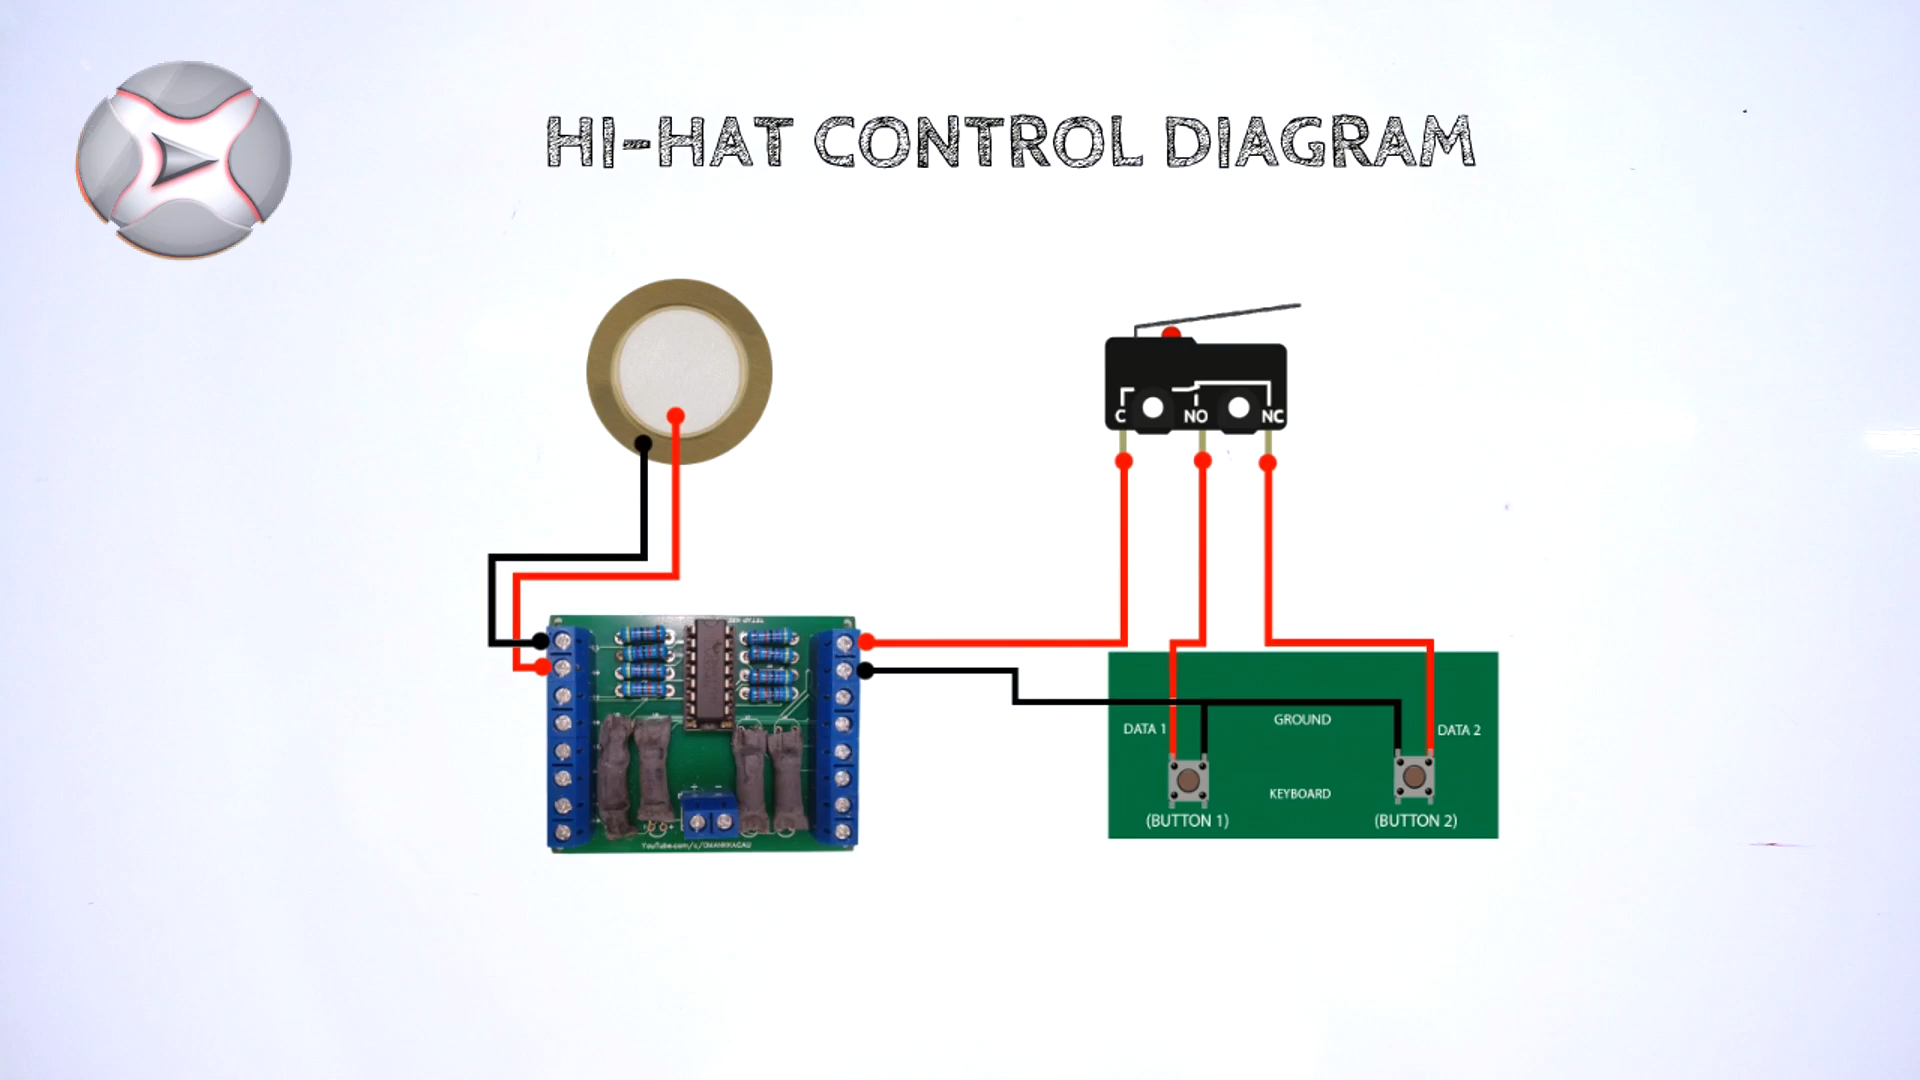 HI-HAT CONTROL DIAGRAM
C NO NC
DATA 1
GROUND
DATA 2
KEYBOARD
(BUTTON 1)
(BUTTON 2)